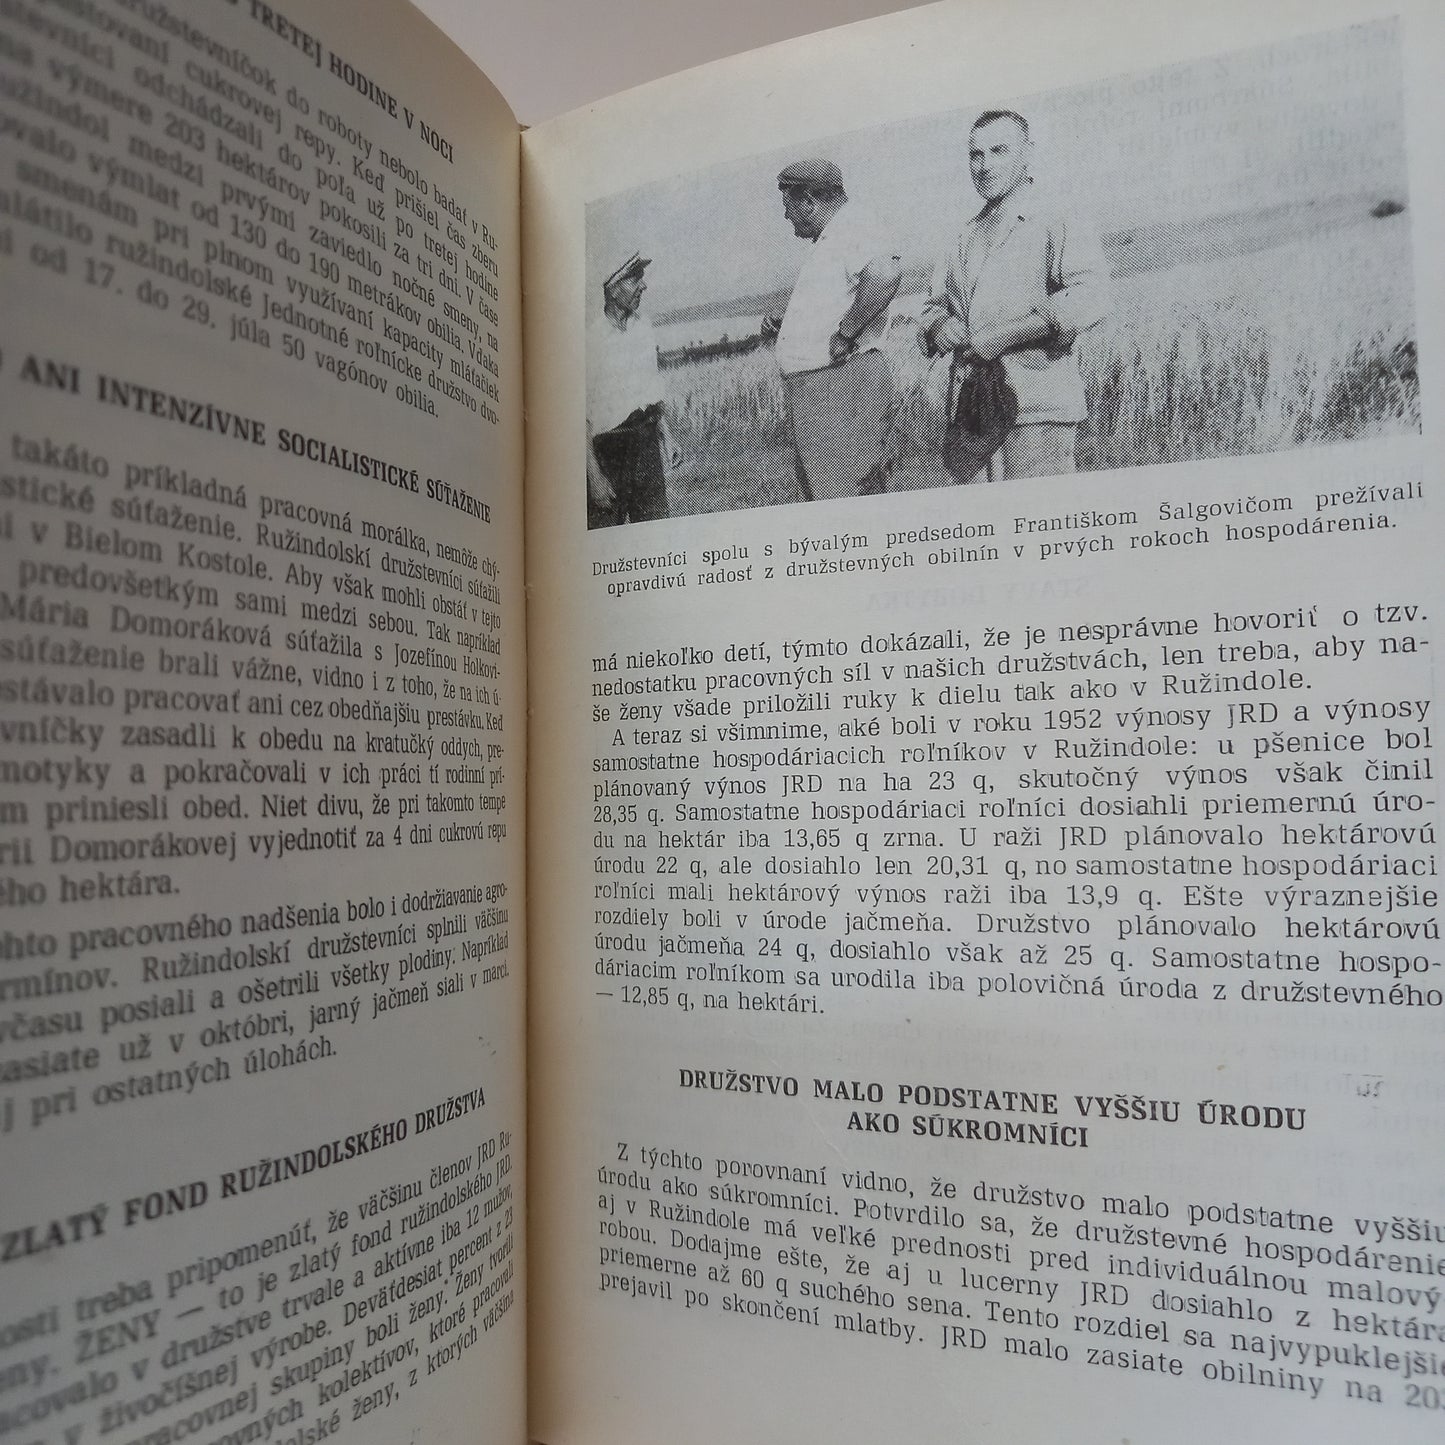 TRETEJ HODINE V NOCI
družstevníčok do roboty nebolo badať v Ru-
pestovaní cukrovej repy. Keď prišiel čas zberu
odchádzali do poľa už po tretej hodine
na výmere 203 hektárov pokosili za tri dni. V čase
medzi prvými zaviedlo nočné smeny, na
smenám pri plnom využívaní kapacity mláťačiek
výmlat od 130 do 190 metrákov obilia. Vďaka
ružindolské Jednotné roľnícke družstvo dvo-
od 17. do 29. júla 50 vagónov obilia.
ANI INTENZÍVNE SOCIALISTICKÉ SÚŤAŽENIE
takáto príkladná pracovná morálka, nemôže chý-
súťaženie. Ružindolskí družstevníci súťažili
v Bielom Kostole. Aby však mohli obstáť v tejto
predovšetkým sami medzi sebou. Tak napríklad
Mária Domoráková súťažila s Jozefínou Holkovi-
súťaženie brali vážne, vidno i z toho, že na ich ú-
pracovať ani cez obedňajšiu prestávku. Keď
zasadli k obedu na kratučký oddych, pre-
motyky a pokračovali v ich práci tí rodinní prí-
priniesli obed. Niet divu, že pri takomto tempe
Domorákovej vyjednotiť za 4 dni cukrovú repu
hektára.
pracovného nadšenia bolo i dodržiavanie agro-
Ružindolskí družstevníci splnili väčšinu
včasu posiali a ošetrili všetky plodiny. Napríklad
zasiate už v októbri, jarný jačmeň siali v marci.
pri ostatných úlohách.
ZLATÝ FOND RUŽINDOLSKÉHO DRUŽSTVA
treba pripomenúť, že väčšinu členov JRD Ru-
ŽENY — to je zlatý fond ružindolského JRD.
v družstve trvale a aktívne iba 12 mužov,
v živočíšnej výrobe. Deväťdesiat percent z 23
pracovnej skupiny boli ženy. Ženy tvorili
kolektívov, ktoré pracovali
ženy, z ktorých väčšina
Družstevníci spolu s bývalým predsedom Františkom Šalgovičom prežívali
opravdivú radosť z družstevných obilnín v prvých rokoch hospodárenia.
má niekoľko detí, týmto dokázali, že je nesprávne hovoriť o tzv.
nedostatku pracovných síl v našich družstvách, len treba, aby na-
še ženy všade priložili ruky k dielu tak ako v Ružindole.
A teraz si všimnime, aké boli v roku 1952 výnosy JRD a výnosy
samostatne hospodáriacich roľníkov v Ružindole: u pšenice bol
plánovaný výnos JRD na ha 23 q, skutočný výnos však činil
28,35 q. Samostatne hospodáriaci roľníci dosiahli priemernú úro-
du na hektár iba 13,65 q zrna. U raži JRD plánovalo hektárovú
úrodu 22 q, ale dosiahlo len 20,31 q, no samostatne hospodáriaci
roľníci mali hektárový výnos raži iba 13,9 q. Ešte výraznejšie
rozdiely boli v úrode jačmeňa. Družstvo plánovalo hektárovú
úrodu jačmeňa 24 q, dosiahlo však až 25 q. Samostatne hospo-
dáriacim roľníkom sa urodila iba polovičná úroda z družstevného
— 12,85 q, na hektári.
DRUŽSTVO MALO PODSTATNE VYŠŠIU ÚRODU
AKO SÚKROMNÍCI
Z týchto porovnaní vidno, že družstvo malo podstatne vyššiu
úrodu ako súkromníci. Potvrdilo sa, že družstevné hospodárenie
aj v Ružindole má veľké prednosti pred individuálnou malový-
robou. Dodajme ešte, že aj u lucerny JRD dosiahlo z hektára
priemerne až 60 q suchého sena. Tento rozdiel sa najvypuklejšie
prejavil po skončení mlatby. JRD malo zasiate obilniny na 203